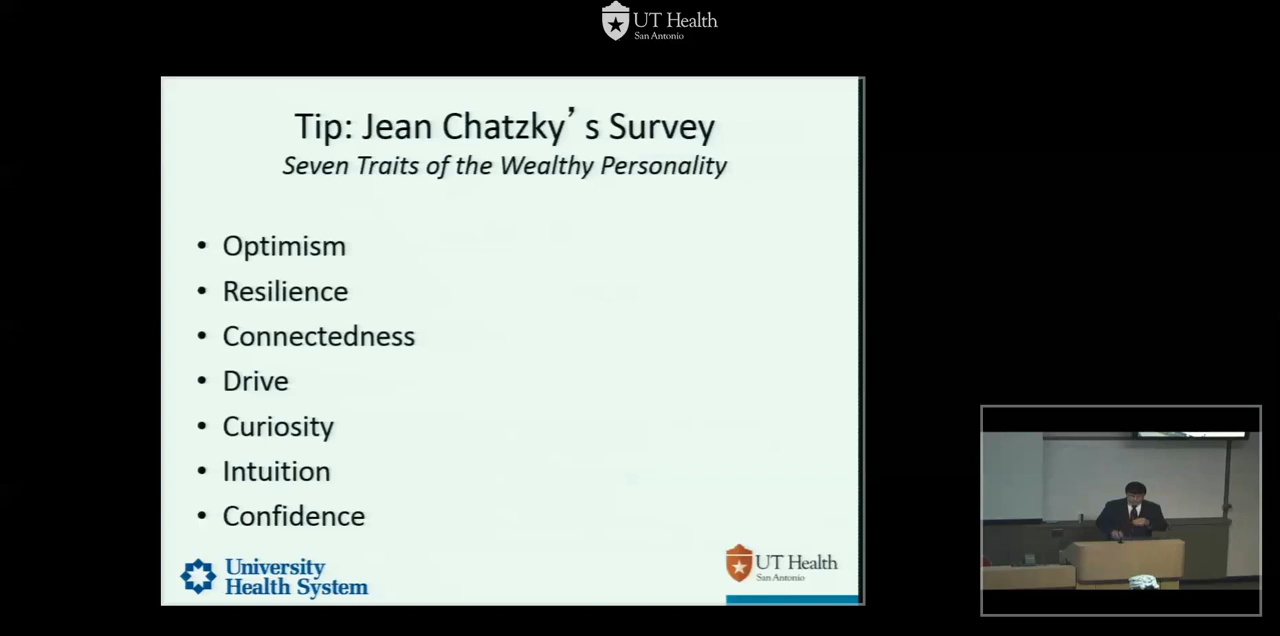 UT Health
San Antonio
Tip: Jean Chatzky’ s Survey
Seven Traits of the Wealthy Personality
• Optimism
• Resilience
• Connectedness
• Drive
• Curiosity
• Intuition
• Confidence
University
Health System
UT Health
San Antonio